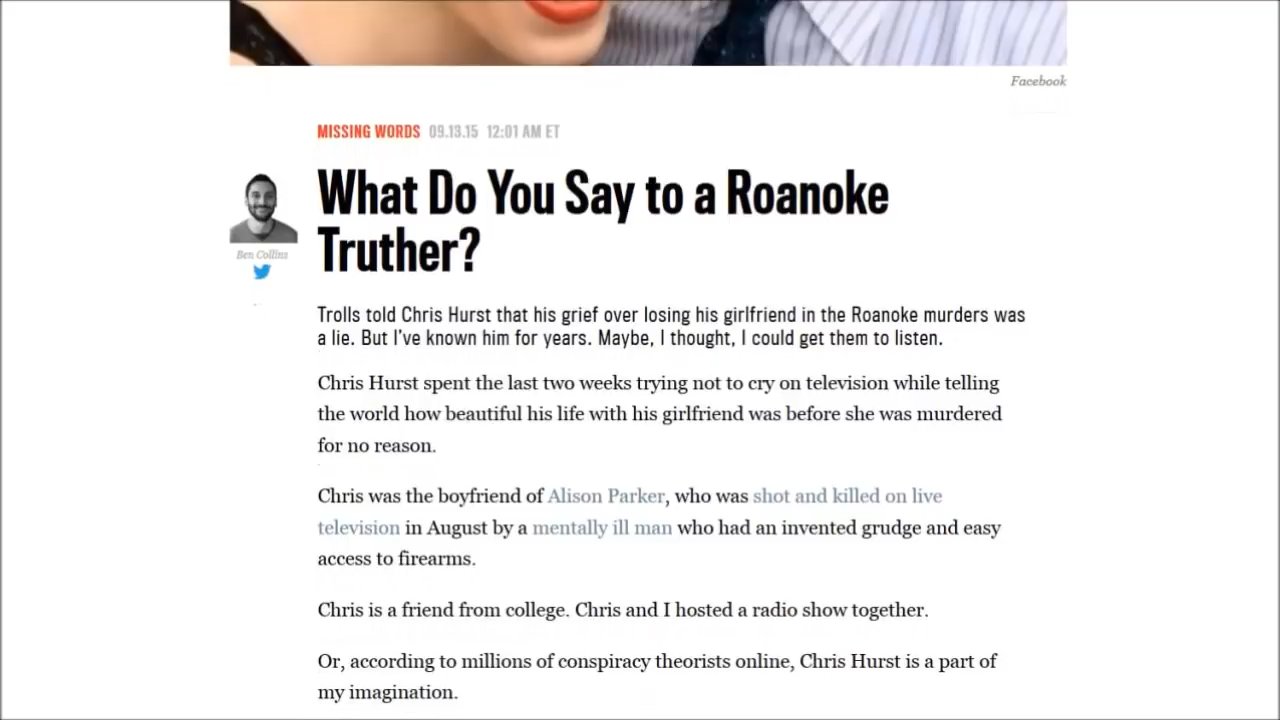 Facebook
MISSING WORDS 09.13.15 12:01 AM ET
What Do You Say to a Roanoke
Truther?
Ben Collins
Trolls told Chris Hurst that his grief over losing his girlfriend in the Roanoke murders was
a lie. But I've known him for years. Maybe, I thought, I could get them to listen.
Chris Hurst spent the last two weeks trying not to cry on television while telling
the world how beautiful his life with his girlfriend was before she was murdered
for no reason.
Chris was the boyfriend of Alison Parker, who was shot and killed on live
television in August by a mentally ill man who had an invented grudge and easy
access to firearms.
Chris is a friend from college. Chris and I hosted a radio show together.
Or, according to millions of conspiracy theorists online, Chris Hurst is a part of
my imagination.